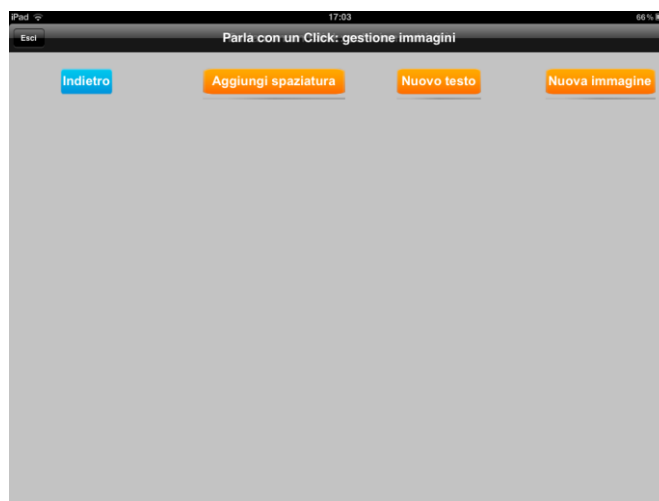 iPad 17:03 66%
Esci Parla con un Click: gestione immagini
Indietro Aggiungi spaziatura Nuovo testo Nuova immagine